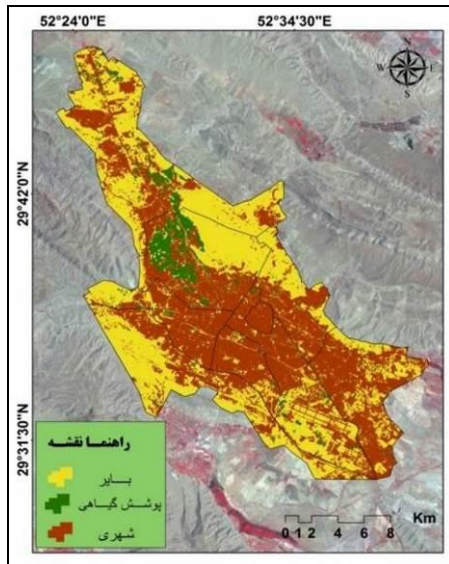 52°24'0"E 52°34'30"E
N
W E
S
29°42'0"N
29°31'30"N
راهنما نقشه
بایر
پوشش گیاهی
شهری
Km
0 1 2 4 6 8